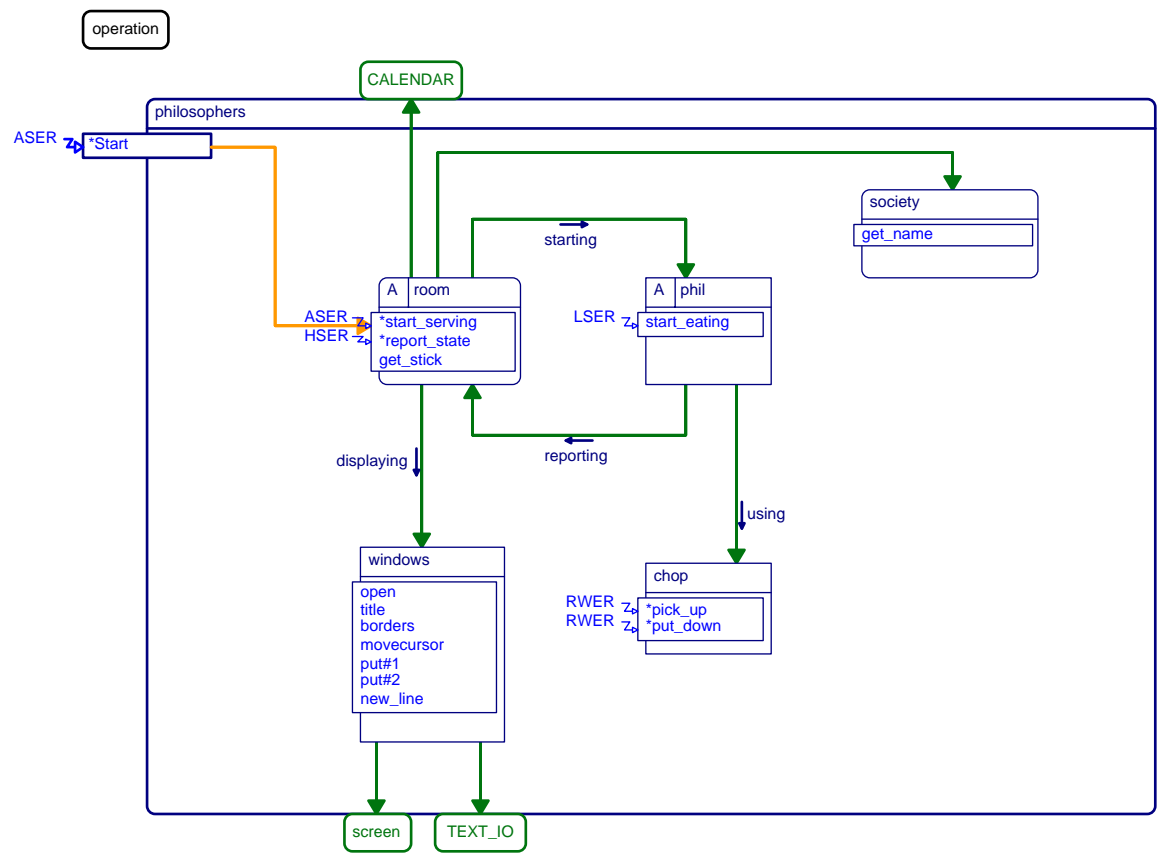 operation
CALENDAR
philosophers
ASER
*Start
society
get_name
starting
A
room
A
phil
ASER
HSER
*start_serving
*report_state
get_stick
LSER
start_eating
displaying
reporting
using
windows
open
title
borders
movecursor
put#1
put#2
new_line
chop
RWER
RWER
*pick_up
*put_down
screen
TEXT_IO